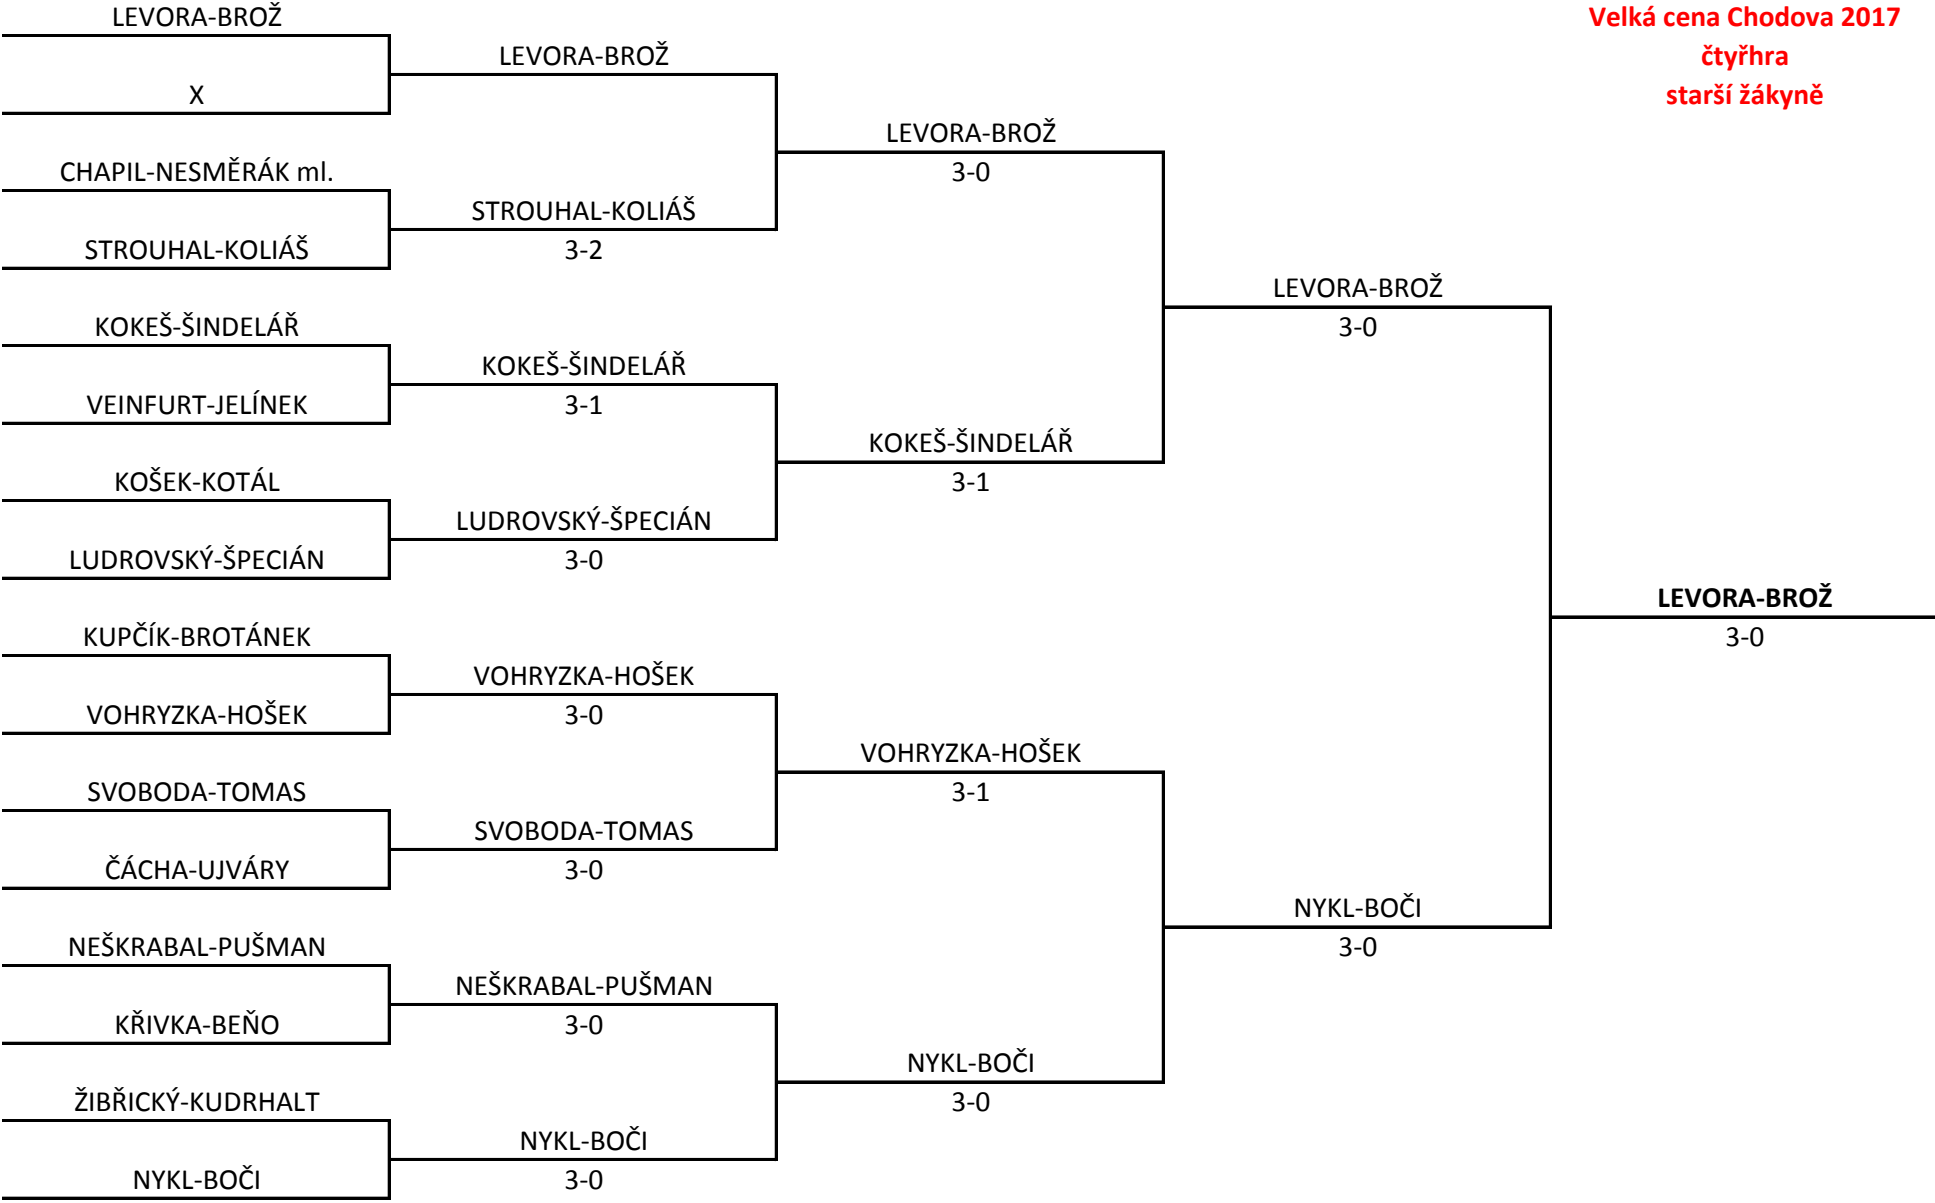 LEVORA-BROŽ
X
CHAPIL-NESMĚRÁK ml.
STROUHAL-KOLIÁŠ
KOKEŠ-ŠINDELÁŘ
VEINFURT-JELÍNEK
KOŠEK-KOTÁL
LUDROVSKÝ-ŠPECIÁN
KUPČÍK-BROTÁNEK
VOHRYZKA-HOŠEK
SVOBODA-TOMAS
ČÁCHA-UJVÁRY
NEŠKRABAL-PUŠMAN
KŘIVKA-BEŇO
ŽIBŘICKÝ-KUDRHALT
NYKL-BOČI
LEVORA-BROŽ
STROUHAL-KOLIÁŠ
3-2
KOKEŠ-ŠINDELÁŘ
3-1
LUDROVSKÝ-ŠPECIÁN
3-0
VOHRYZKA-HOŠEK
3-0
SVOBODA-TOMAS
3-0
NEŠKRABAL-PUŠMAN
3-0
NYKL-BOČI
3-0
LEVORA-BROŽ
3-0
KOKEŠ-ŠINDELÁŘ
3-1
VOHRYZKA-HOŠEK
3-1
NYKL-BOČI
3-0
LEVORA-BROŽ
3-0
NYKL-BOČI
3-0
Velká cena Chodova 2017
čtyřhra
starší žákyně
LEVORA-BROŽ
3-0